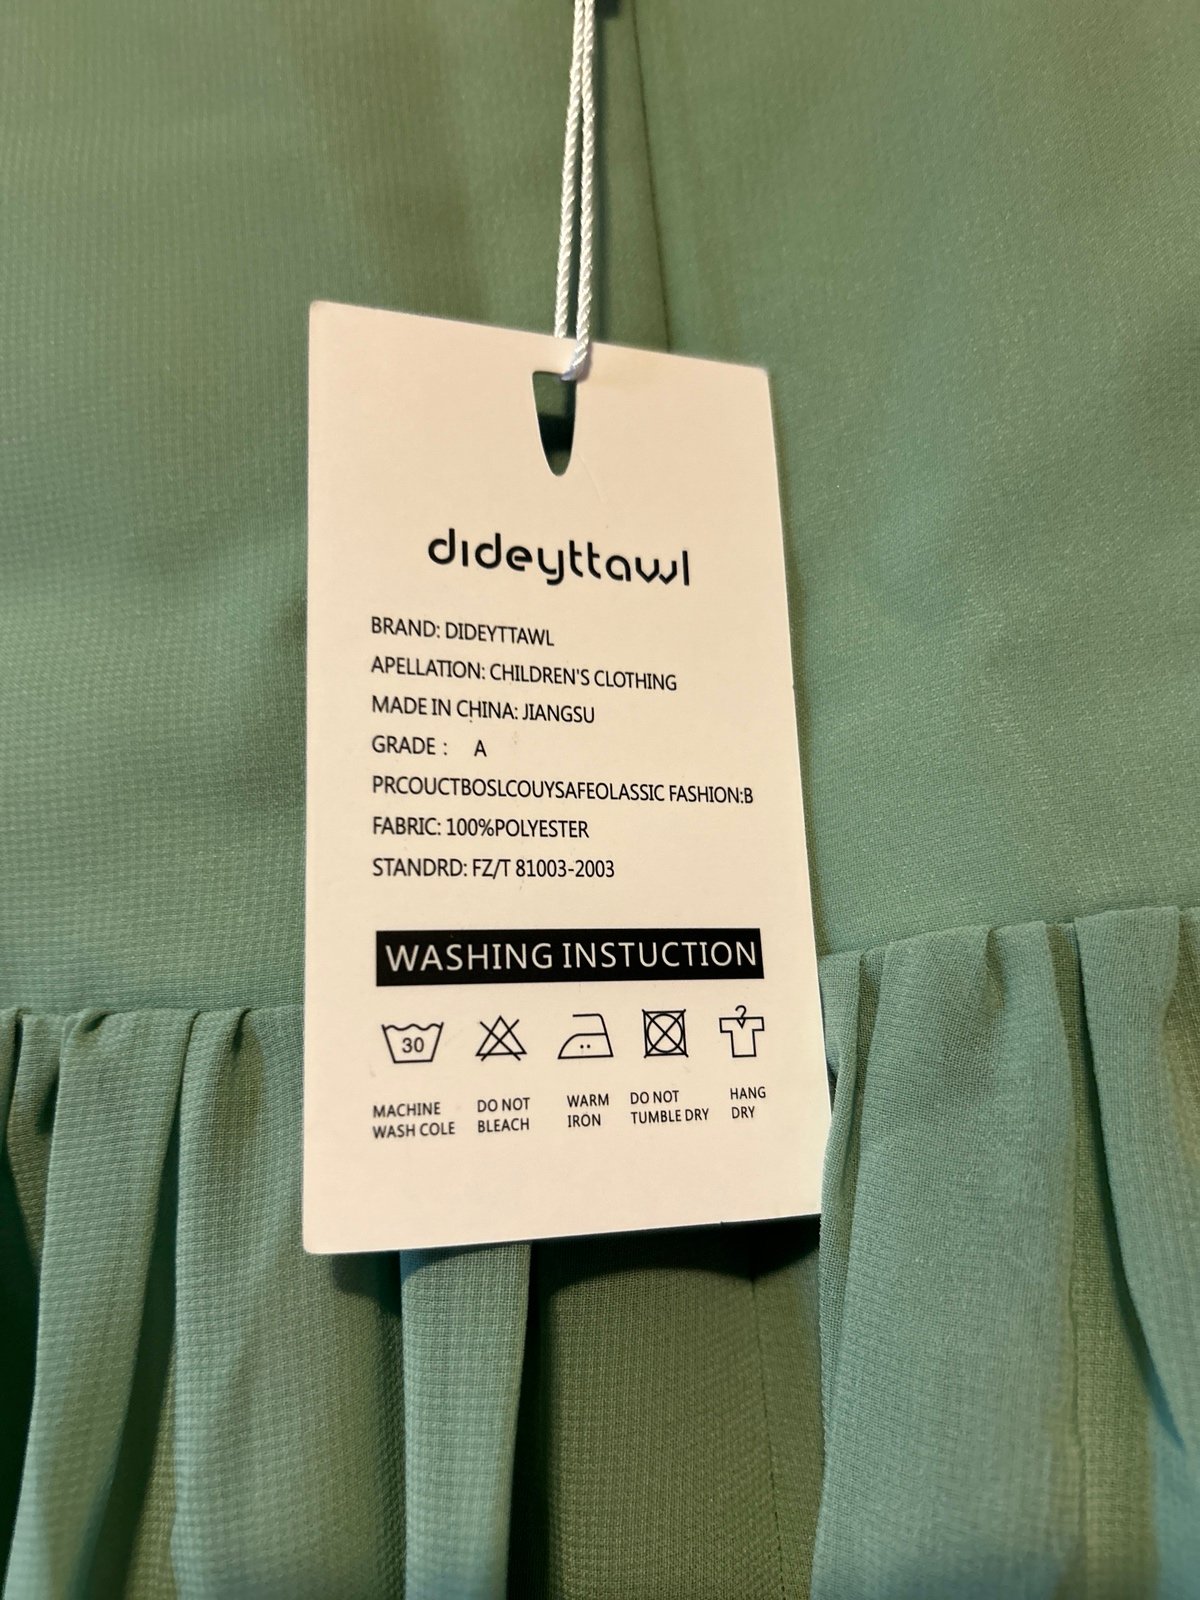 dideyttawl
BRAND: DIDEYTTAWL
APELLATION: CHILDREN'S CLOTHING
MADE IN CHINA: JIANGSU
GRADE : A
PRCOUCTBOSLCOUYSAFEOLASSIC FASHION:B
FABRIC: 100%POLYESTER
STANDRD: FZ/T 81003-2003
WASHING INSTUCTION
30
MACHINE WASH COLE
DO NOT BLEACH
WARM IRON
DO NOT TUMBLE DRY
HANG DRY